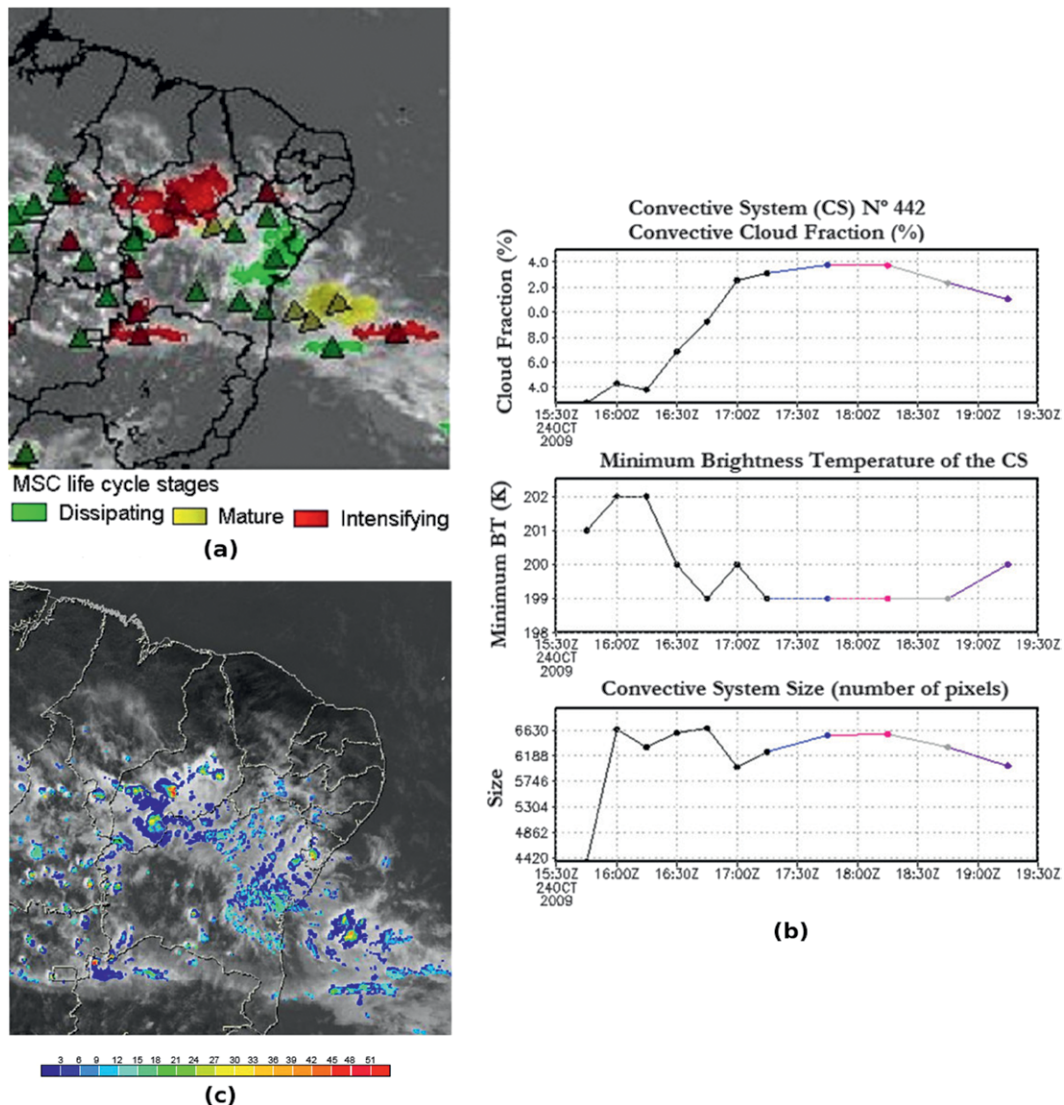 MSC life cycle stages
Dissipating Mature Intensifying
(a)
Convective System (CS) Nº 442
Convective Cloud Fraction (%)
Cloud Fraction (%)
4.0
2.0
0.0
8.0
6.0
4.0
15:30Z 16:00Z 16:30Z 17:00Z 17:30Z 18:00Z 18:30Z 19:00Z 19:30Z
24OCT
2009
Minimum Brightness Temperature of the CS
Minimum BT (K)
202
201
200
199
198
15:30Z 16:00Z 16:30Z 17:00Z 17:30Z 18:00Z 18:30Z 19:00Z 19:30Z
24OCT
2009
Convective System Size (number of pixels)
Size
6630
6188
5746
5304
4862
4420
15:30Z 16:00Z 16:30Z 17:00Z 17:30Z 18:00Z 18:30Z 19:00Z 19:30Z
24OCT
2009
(b)
3 6 9 12 15 18 21 24 27 30 33 36 39 42 45 48 51
(c)